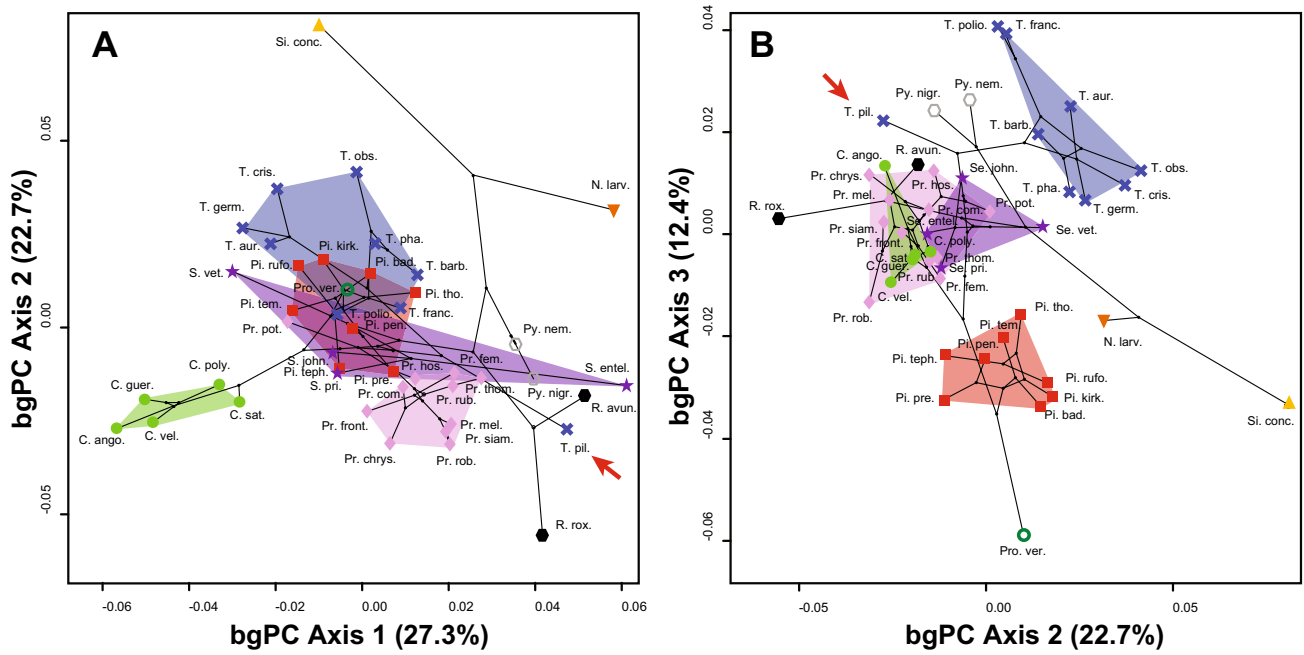 A
Si. conc.
0.05
T. obs.
T. cris.
N. larv.
T. germ.
T. pha.
T. aur.
Pi. kirk.
Pi. rufo.
Pi. bad.
T. barb.
S. vet.
Pro. ver.
Pi. tho.
Pi. tem.
T. franc.
T. polio.
0.00
Pi. pen.
Pr. pot.
Py. nem.
S. john.
Pr. hos.
Pr. fem.
S. entel.
C. poly.
Pi. teph.
Pi. pre.
C. guer.
S. pri.
Pr. com.
Pr. thom.
Py. nigr.
Pr. rub.
C. sat.
R. avun.
C. ango.
C. vel.
Pr. front.
Pr. mel.
Pr. siam.
T. pil.
Pr. chrys.
Pr. rob.
-0.05
R. rox.
-0.06
-0.04
-0.02
0.00
0.02
0.04
0.06
bgPC Axis 1 (27.3%)
bgPC Axis 2 (22.7%)
B
0.04
T. polio.
T. franc.
Py. nem.
Py. nigr.
T. aur.
T. pil.
0.02
T. barb.
C. ango.
R. avun.
Se. john.
T. obs.
Pr. chrys.
Pr. hos.
T. pha.
T. cris.
Pr. mel.
Pr. com.
Pr. pot.
T. germ.
R. rox.
Se. entel.
Se. vet.
0.00
Pr. siam.
Pr. front.
C. poly.
C. sat.
Pr. thom.
C. guer.
Se. pri.
Pr. rub.
Pr. fem.
C. vel.
Pr. rob.
Pi. tho.
-0.02
Pi. tem.
N. larv.
Pi. pen.
Pi. teph.
Pi. rufo.
Pi. pre.
Pi. kirk.
Pi. bad.
Si. conc.
-0.04
-0.06
Pro. ver.
-0.05
0.00
0.05
bgPC Axis 2 (22.7%)
bgPC Axis 3 (12.4%)